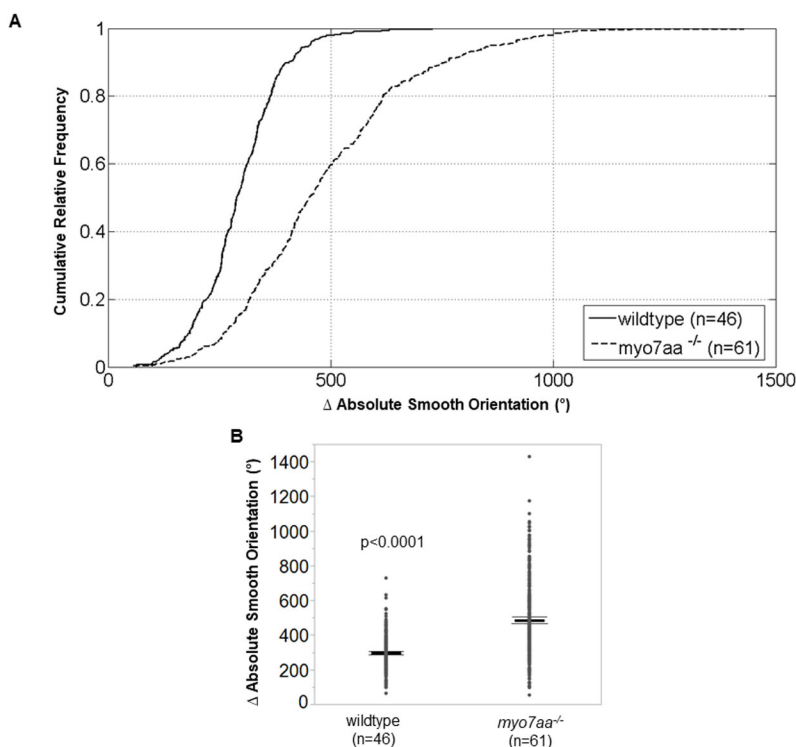 A
1
0.8
0.6
0.4
0.2
0
Cumulative Relative Frequency
wildtype (n=46)
myo7aa -/- (n=61)
0 500 1000 1500
Δ Absolute Smooth Orientation (°)
B
1400
1200
1000
800
600
400
200
0
Δ Absolute Smooth Orientation (°)
p<0.0001
wildtype
(n=46)
myo7aa-/-
(n=61)